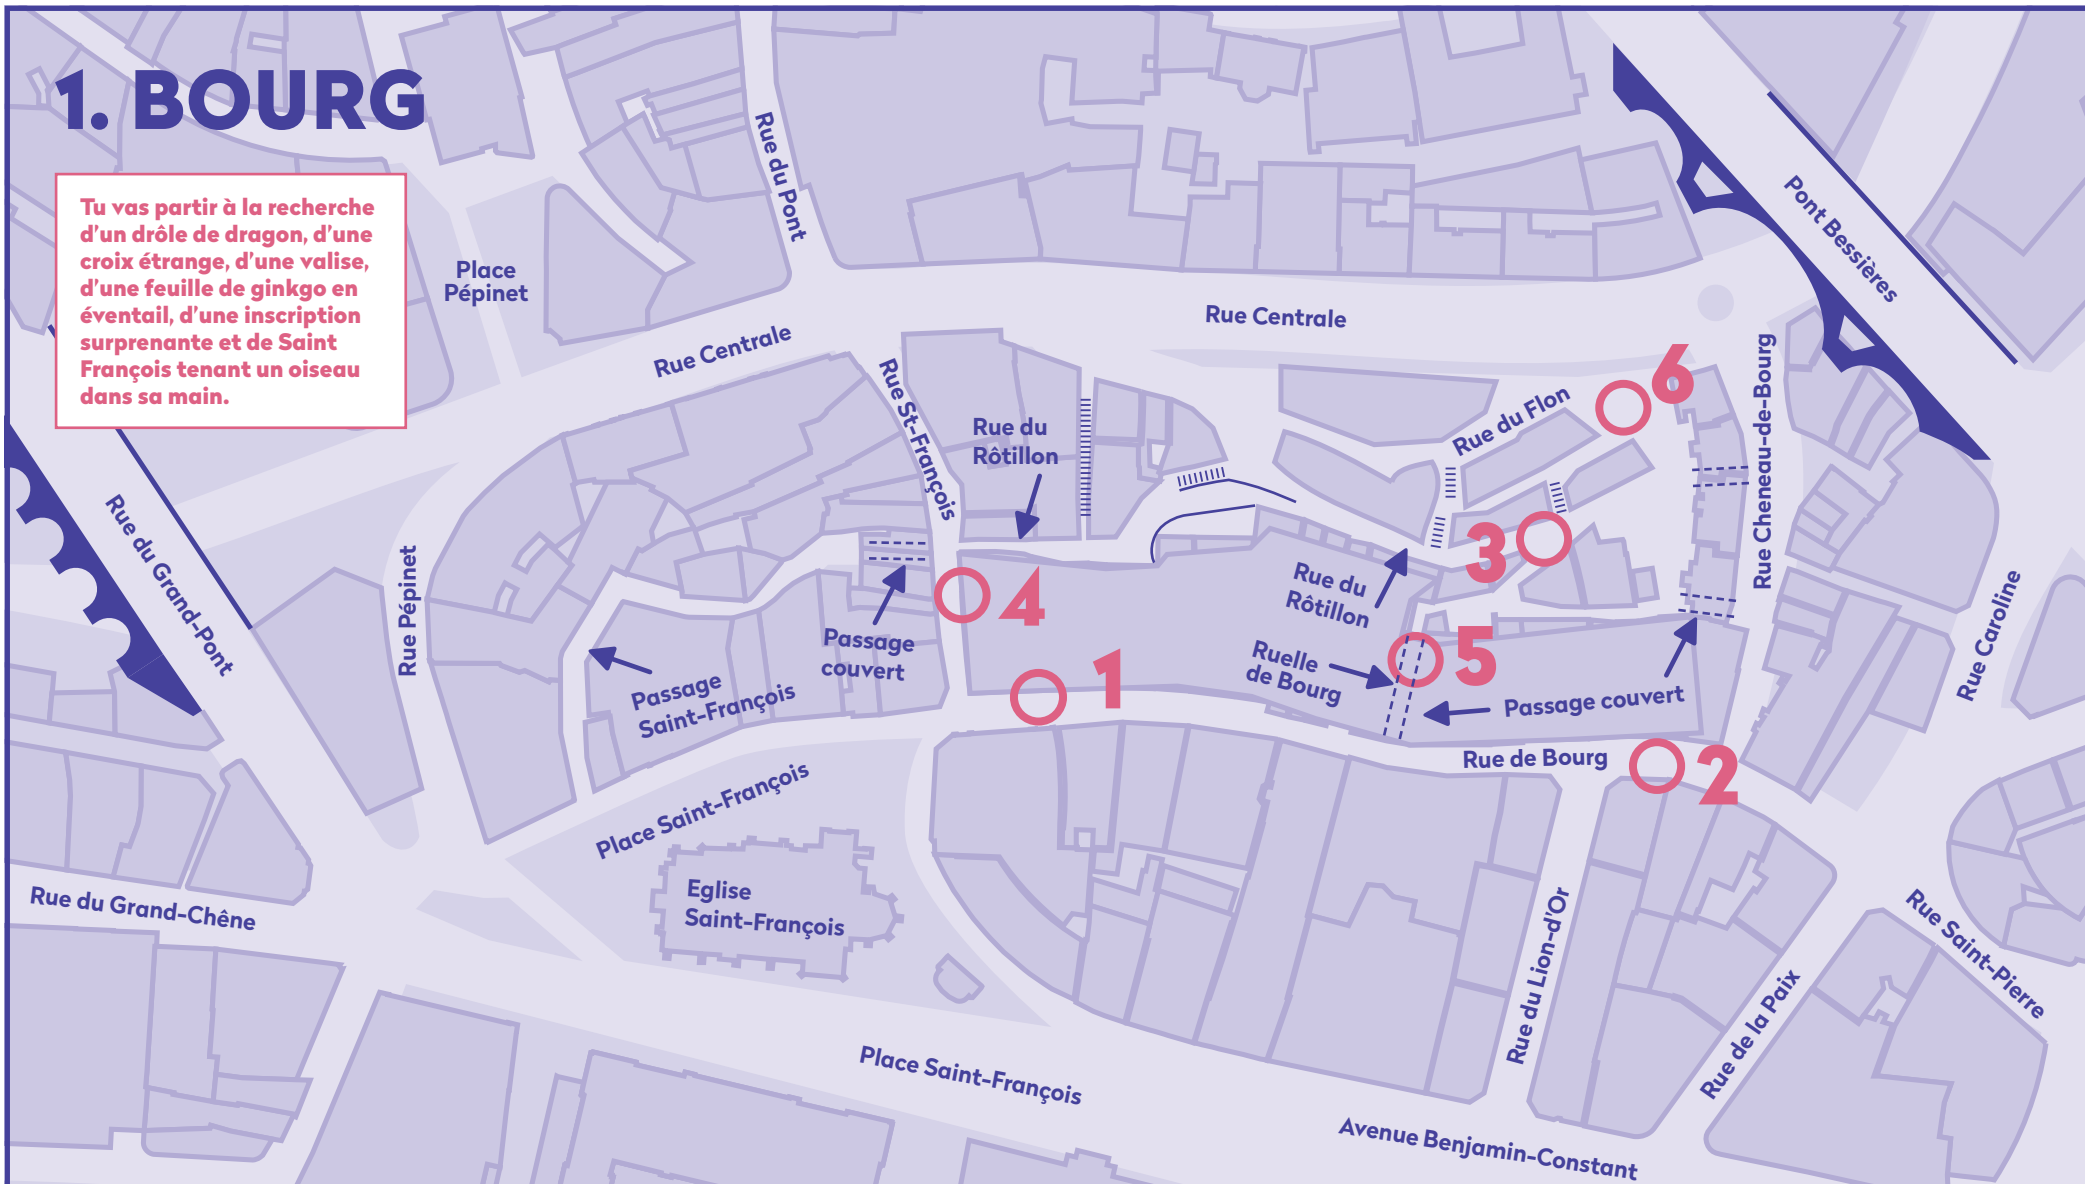 1. BOURG
Tu vas partir à la recherche
d'un drôle de dragon, d'une
croix étrange, d'une valise,
d'une feuille de ginkgo en
éventail, d'une inscription
surprenante et de Saint
François tenant un oiseau
dans sa main.
Rue du Pont
Place
Pépinet
Rue Centrale
Rue Centrale
Pont Bessières
Rue St-François
Rue du
Rôtillon
Rue du Flon
6
Rue Cheneau-de-Bourg
Rue du Grand-Pont
Rue Pépinet
3
4
Rue du
Rôtillon
Rue Caroline
Passage
couvert
Passage
Saint-François
1
Ruelle
de Bourg
5
Passage couvert
Rue de Bourg
2
Place Saint-François
Eglise
Saint-François
Rue du Grand-Chêne
Rue du Lion-d'Or
Rue Saint-Pierre
Rue de la Paix
Place Saint-François
Avenue Benjamin-Constant